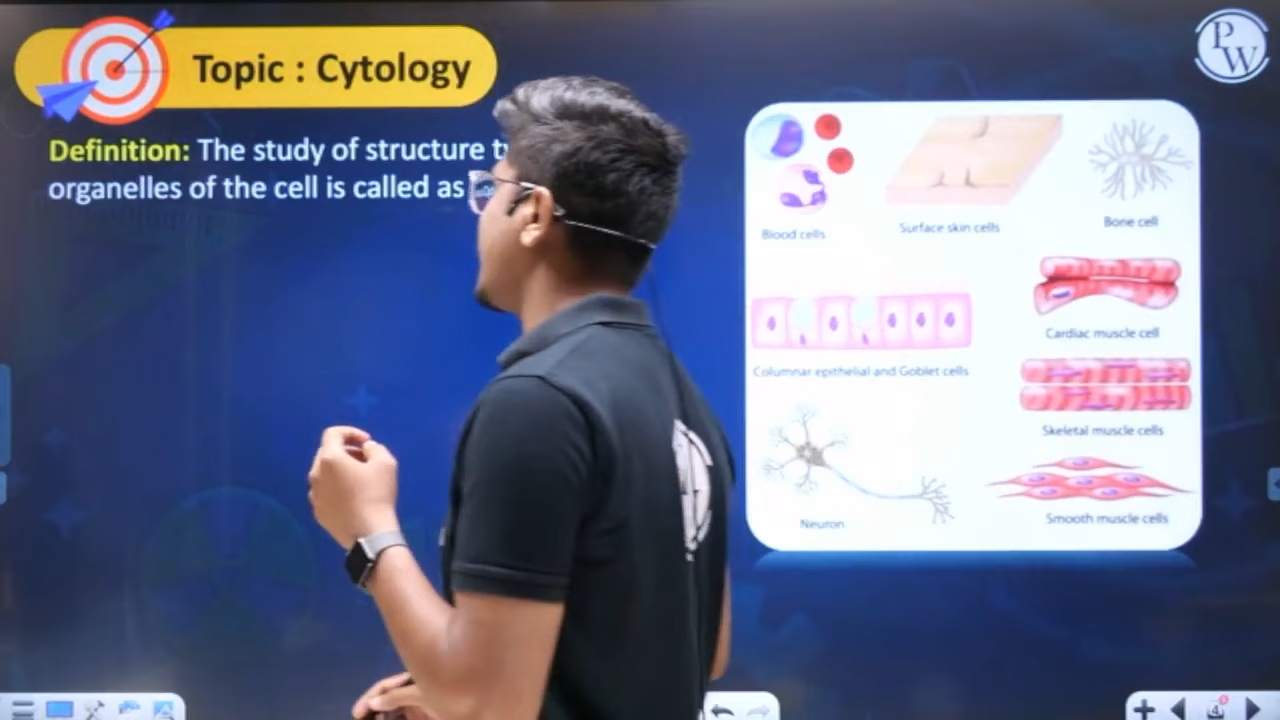 Topic : Cytology
PW
Definition: The study of structure
organelles of the cell is called as
Blood cells
Surface skin cells
Bone cell
Cardiac muscle cell
Columnar epithelial and Goblet cells
Skeletal muscle cells
Neuron
Smooth muscle cells